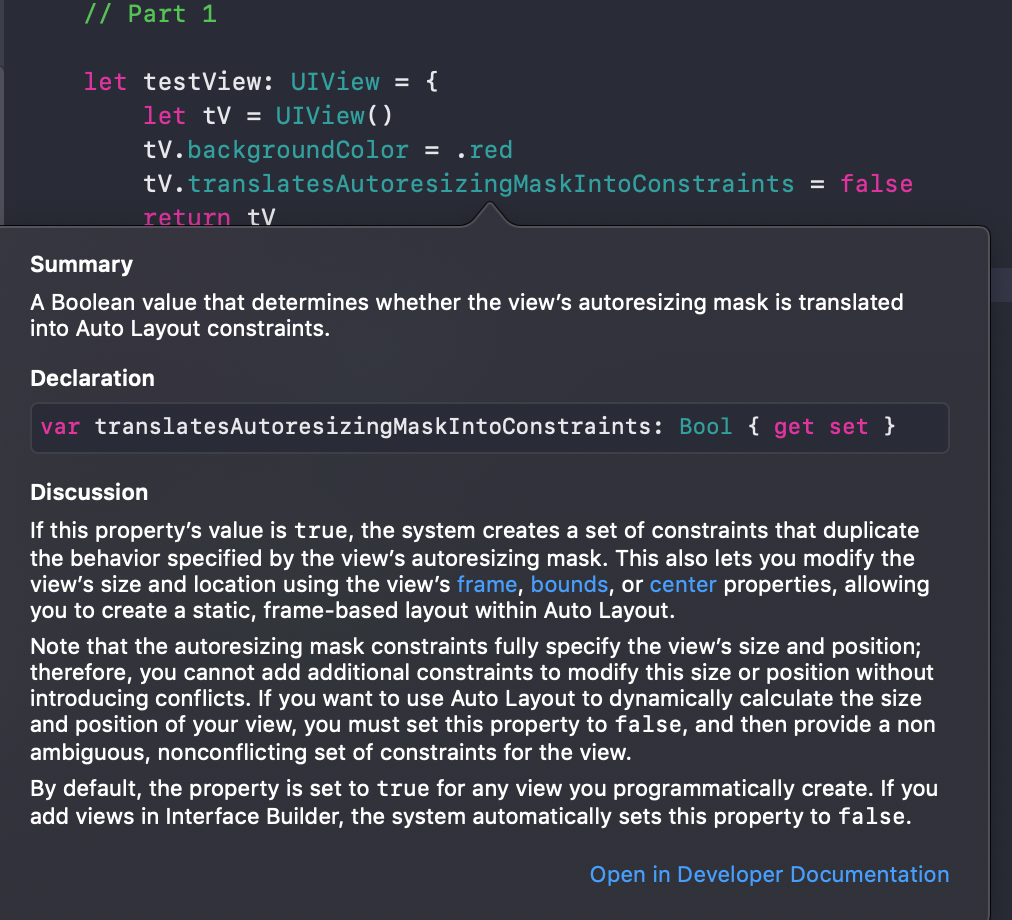 // Part 1
let testView: UIView = {
let tV = UIView()
tV.backgroundColor = .red
tV.translatesAutoresizingMaskIntoConstraints = false
return tV
Summary
A Boolean value that determines whether the view’s autoresizing mask is translated
into Auto Layout constraints.
Declaration
var translatesAutoresizingMaskIntoConstraints: Bool { get set }
Discussion
If this property’s value is true, the system creates a set of constraints that duplicate
the behavior specified by the view’s autoresizing mask. This also lets you modify the
view’s size and location using the view’s frame, bounds, or center properties, allowing
you to create a static, frame-based layout within Auto Layout.
Note that the autoresizing mask constraints fully specify the view’s size and position;
therefore, you cannot add additional constraints to modify this size or position without
introducing conflicts. If you want to use Auto Layout to dynamically calculate the size
and position of your view, you must set this property to false, and then provide a non
ambiguous, nonconflicting set of constraints for the view.
By default, the property is set to true for any view you programmatically create. If you
add views in Interface Builder, the system automatically sets this property to false.
Open in Developer Documentation